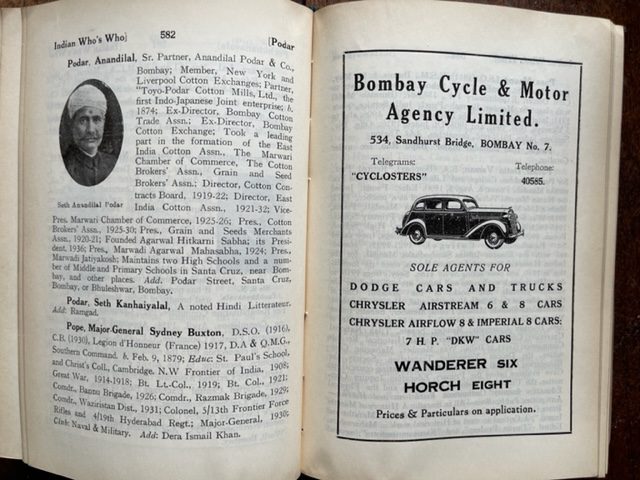 Indian Who's Who]
582
[Podar
Podar, Anandilal, Sr. Partner, Anandilal Podar & Co.,
Bombay; Member, New York and
Liverpool Cotton Exchanges; Partner,
"Toyo-Podar Cotton Mills, Ltd., the
first Indo-Japanese Joint enterprise; b.
1874; Ex-Director, Bombay Cotton
Trade Assn.; Ex-Director, Bombay
Cotton Exchange; Took a leading
part in the formation of the East
India Cotton Assn., The Marwari
Chamber of Commerce, The Cotton
Brokers' Assn., Grain and Seed
Brokers' Assn.; Director, Cotton Con-
tracts Board, 1919-22; Director, East
India Cotton Assn., 1921-32; Vice-
Seth Anandilal Podar
Pres. Marwari Chamber of Commerce, 1925-26; Pres., Cotton
Brokers' Assn., 1925-30; Pres., Grain and Seeds Merchants
Assn., 1920-21; Founded Agarwal Hitkarni Sabha; its Presi-
dent, 1936; Pres., Marwadi Agarwal Mahasabha, 1924; Pres.,
Marwadi Jatiyakosh; Maintains two High Schools and a num-
ber of Middle and Primary Schools in Santa Cruz, near Bom-
bay, and other places. Add. Podar Street, Santa Cruz,
Bombay, or Bhuleshwar, Bombay.
Podar, Seth Kanhaiyalal, A noted Hindi Litterateur.
Add: Ramgad.
Pope, Major-General Sydney Buxton, D.S.O. (1916),
C.B. (1930), Legion d'Honneur (France) 1917, D.A & Q.M.G.,
Southern Command. b. Feb. 9, 1879; Educ: St. Paul's School,
and Christ's Coll., Cambridge. N.W Frontier of India, 1908;
Great War, 1914-1918; Bt. Lt.-Col., 1919; Bt. Col., 1921;
Comdr., Bannu Brigade, 1926; Comdr., Razmak Brigade, 1929;
Comdr., Waziristan Dist., 1931; Colonel, 5/13th Frontier Force
Rifles and 4/19th Hyderabad Regt.; Major-General, 1930;
Club: Naval & Military. Add: Dera Ismail Khan.
Bombay Cycle & Motor
Agency Limited.
534, Sandhurst Bridge, BOMBAY No. 7.
Telegrams:
"CYCLOSTERS"
Telephone:
40585.
SOLE AGENTS FOR
DODGE CARS AND TRUCKS
CHRYSLER AIRSTREAM 6 & 8 CARS
CHRYSLER AIRFLOW 8 & IMPERIAL 8 CARS:
7 H. P. "DKW" CARS
WANDERER SIX
HORCH EIGHT
Prices & Particulars on application.